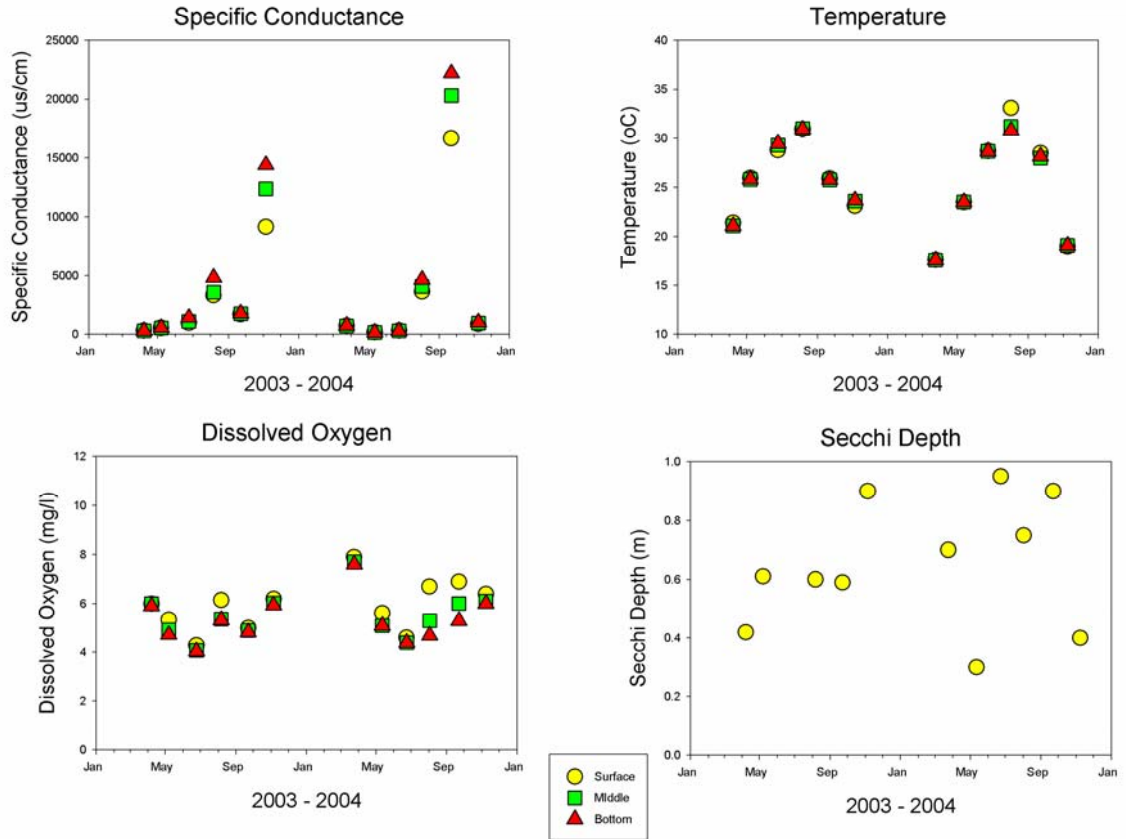 Specific Conductance
Specific Conductance (us/cm)
25000
20000
15000
10000
5000
0
Jan May Sep Jan May Sep Jan
2003 - 2004
Temperature
Temperature (oC)
40
35
30
25
20
15
10
Jan May Sep Jan May Sep Jan
2003 - 2004
Dissolved Oxygen
Dissolved Oxygen (mg/l)
12
10
8
6
4
2
0
Jan May Sep Jan May Sep Jan
2003 - 2004
Secchi Depth
Secchi Depth (m)
1.0
0.8
0.6
0.4
0.2
0.0
Jan May Sep Jan May Sep Jan
2003 - 2004
Surface
MIddle
Bottom